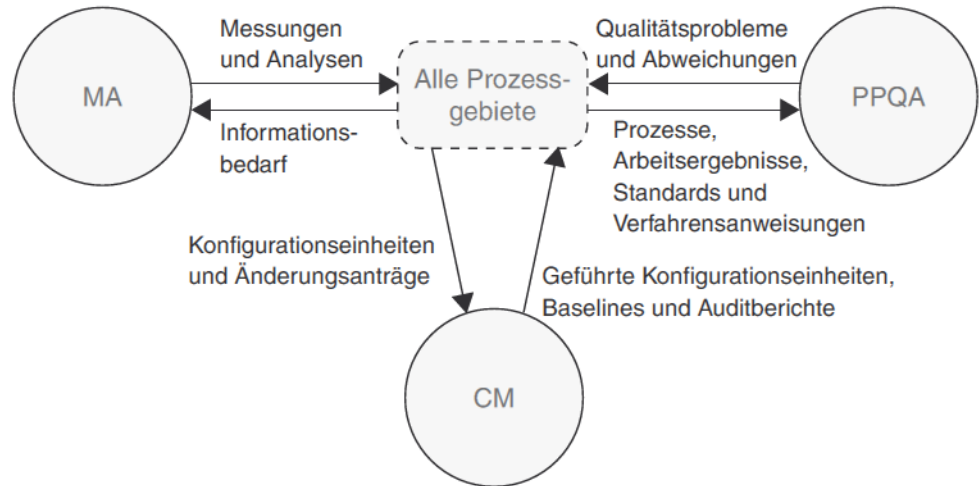 Messungen
und Analysen
MA
Informations-
bedarf
Alle Prozess-
gebiete
Qualitätsprobleme
und Abweichungen
PPQA
Prozesse,
Arbeitsergebnisse,
Standards und
Verfahrensanweisungen
Konfigurationseinheiten
und Änderungsanträge
Geführte Konfigurationseinheiten,
Baselines und Auditberichte
CM